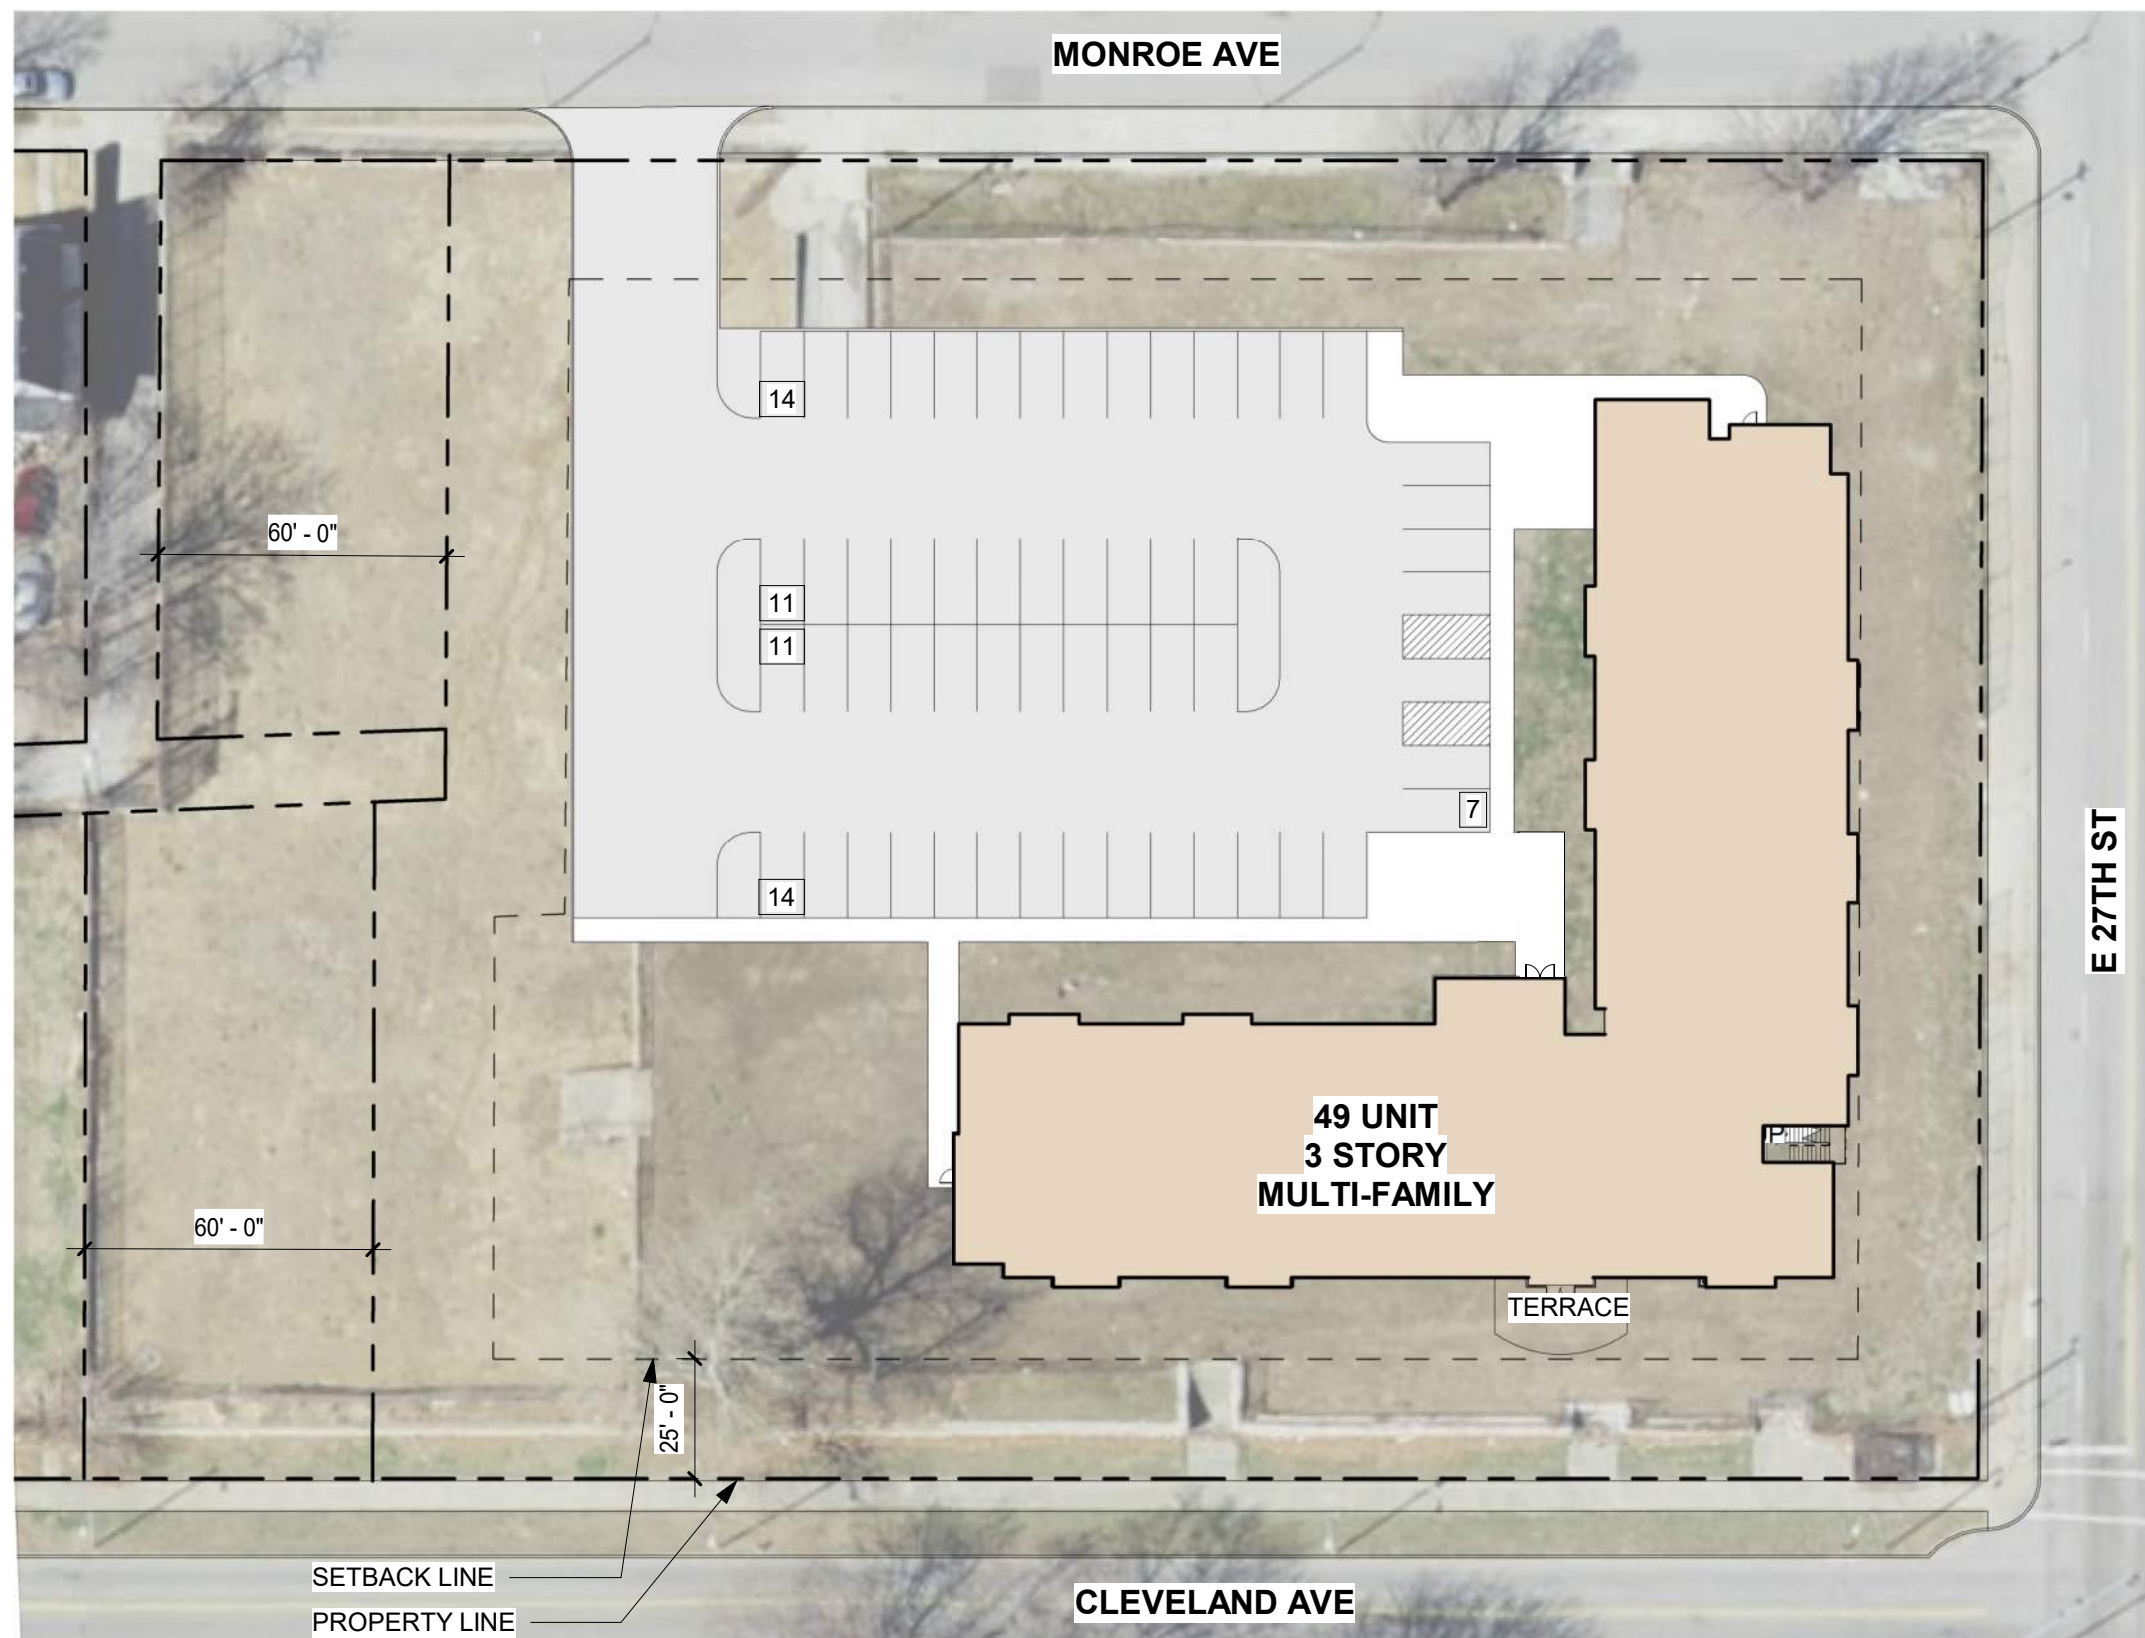 MONROE AVE
14
60' - 0"
11
11
7
E 27TH ST
14
49 UNIT
3 STORY
MULTI-FAMILY
60' - 0"
TERRACE
25' - 0"
SETBACK LINE
PROPERTY LINE
CLEVELAND AVE